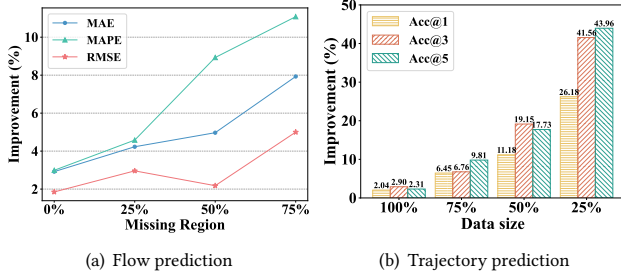 MAE
MAPE
RMSE
Improvement (%)
10
8
6
4
2
0%
25%
50%
75%
Missing Region
(a) Flow prediction
Acc@1
Acc@3
Acc@5
Improvement (%)
50
40
30
20
10
0
2.04
2.90
2.31
6.45
6.76
9.81
11.18
19.15
17.73
26.18
41.56
43.96
100%
75%
50%
25%
Data size
(b) Trajectory prediction